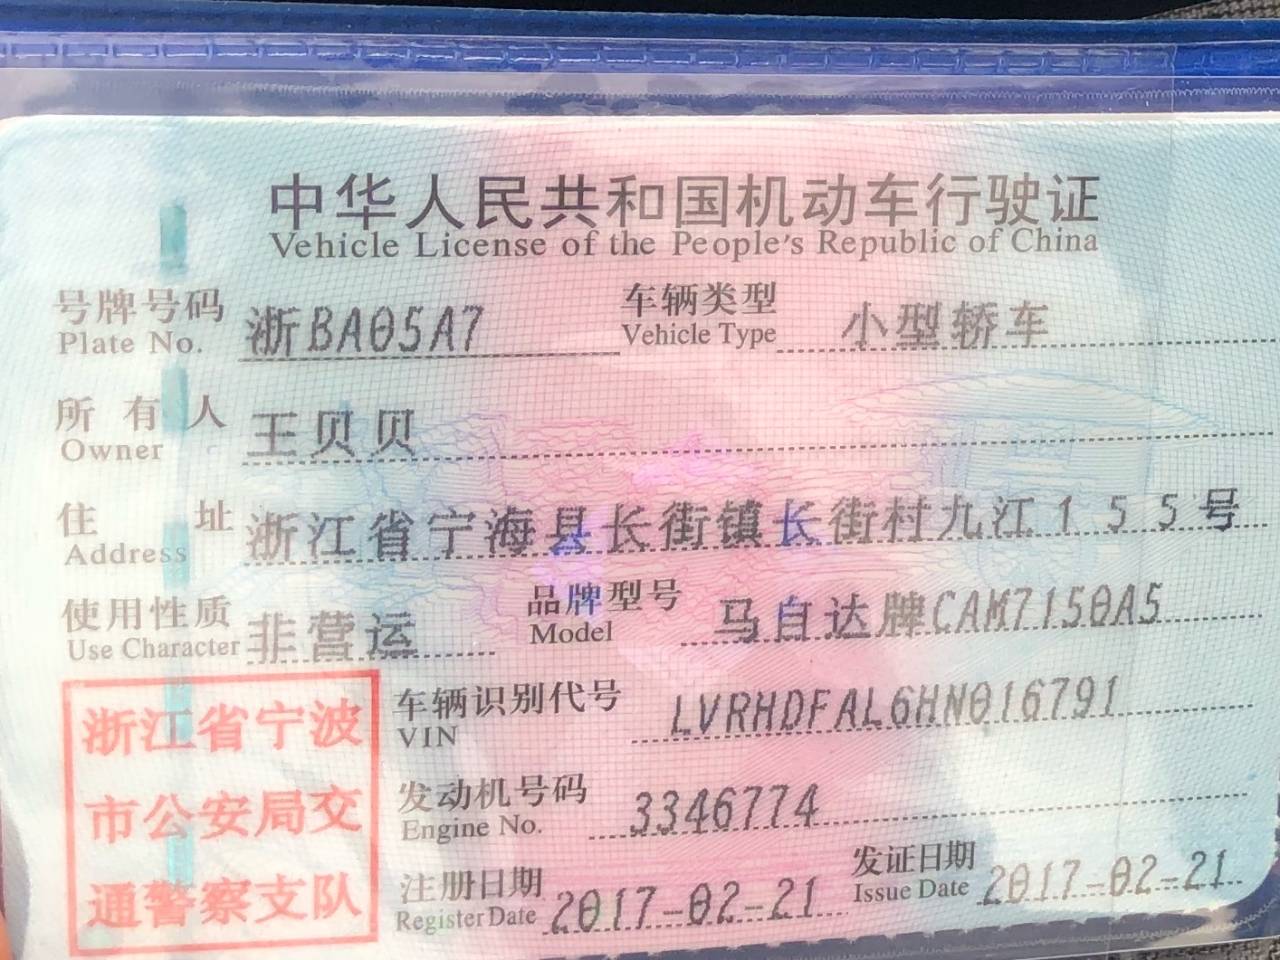 中华人民共和国机动车行驶证
Vehicle License of the People's Republic of China
号牌号码 浙BA05A7 车辆类型 小型轿车
Plate No. Vehicle Type
所有人 王贝贝
Owner
住址 浙江省宁海县长街镇长街村九江155号
Address
使用性质 非营运 品牌型号 马自达牌CAM7150A5
Use Character Model
浙江省宁波
市公安局交
通警察支队
车辆识别代号 LVRHDFAL6HN016791
VIN
发动机号码 3346774
Engine No.
注册日期 2017-02-21 发证日期 2017-02-21
Register Date Issue Date